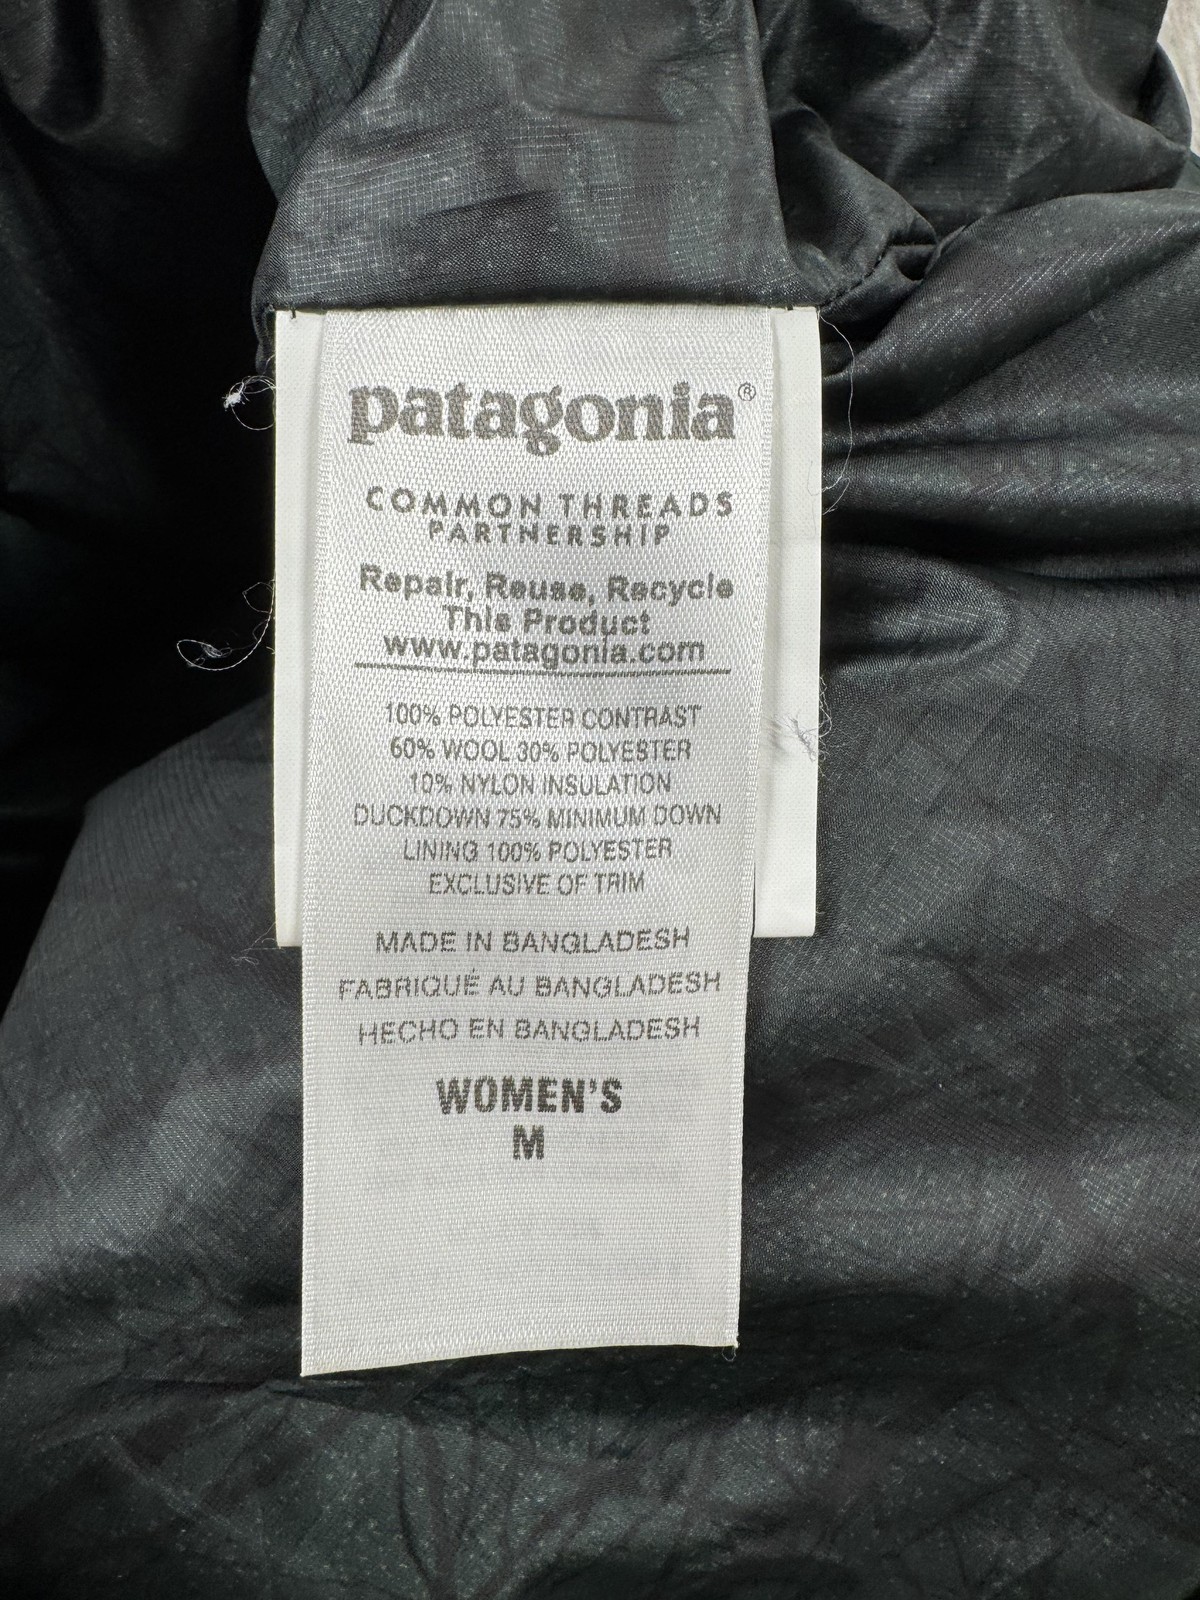 patagonia®
COMMON THREADS
PARTNERSHIP
Repair, Reuse, Recycle
This Product
www.patagonia.com
100% POLYESTER CONTRAST
60% WOOL 30% POLYESTER
10% NYLON INSULATION
DUCKDOWN 75% MINIMUM DOWN
LINING 100% POLYESTER
EXCLUSIVE OF TRIM
MADE IN BANGLADESH
FABRIQUÉ AU BANGLADESH
HECHO EN BANGLADESH
WOMEN'S
M